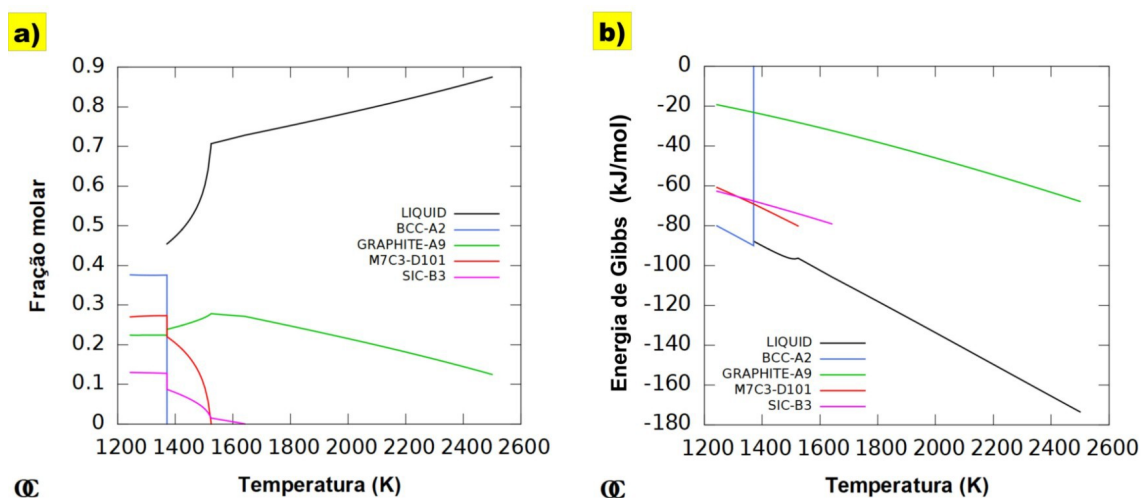 a)
Fração molar
0.9
0.8
0.7
0.6
0.5
0.4
0.3
0.2
0.1
0
LIQUID
BCC-A2
GRAPHITE-A9
M7C3-D101
SIC-B3
1200 1400 1600 1800 2000 2200 2400 2600
Temperatura (K)
OC
b)
Energia de Gibbs (kJ/mol)
0
-20
-40
-60
-80
-100
-120
-140
-160
-180
LIQUID
BCC-A2
GRAPHITE-A9
M7C3-D101
SIC-B3
1200 1400 1600 1800 2000 2200 2400 2600
Temperatura (K)
OC